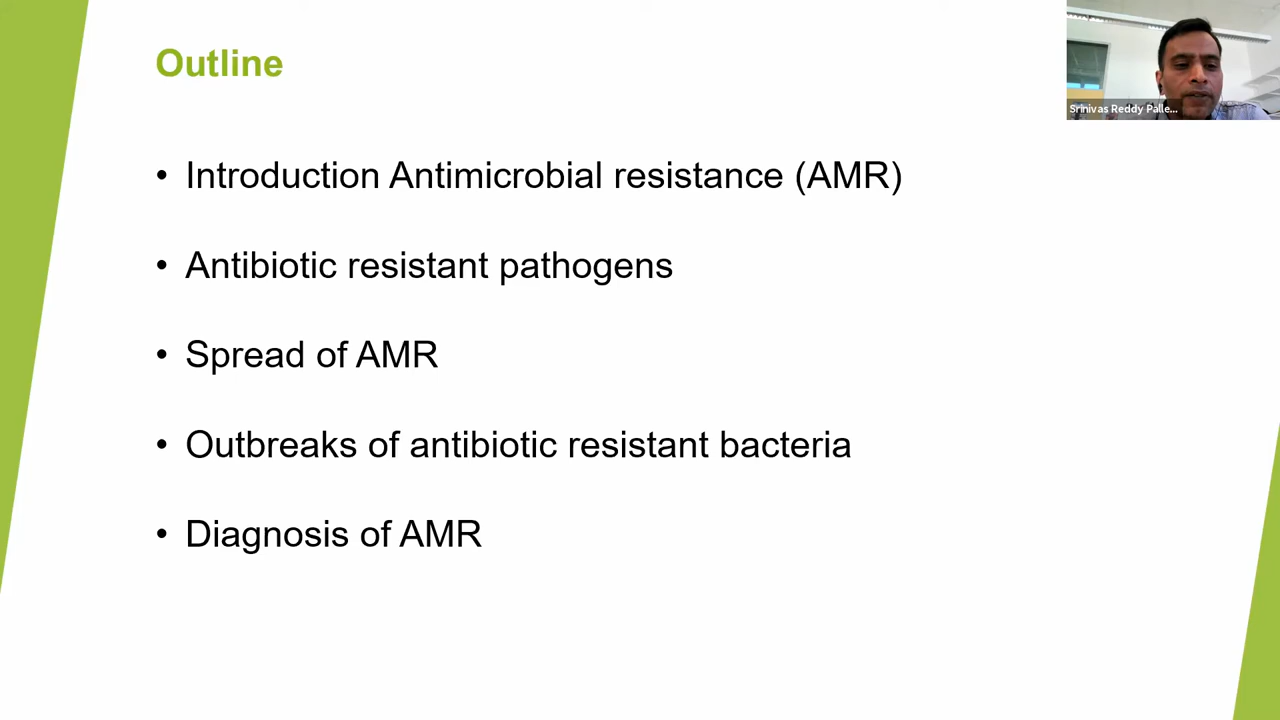 Outline
• Introduction Antimicrobial resistance (AMR)
• Antibiotic resistant pathogens
• Spread of AMR
• Outbreaks of antibiotic resistant bacteria
• Diagnosis of AMR
Srinivas Reddy Palle...